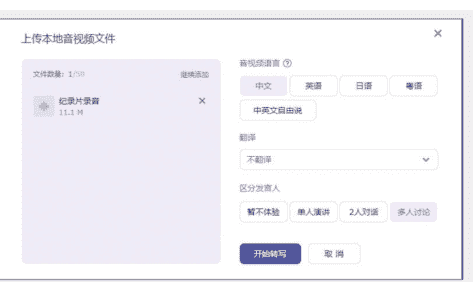 上传本地音视频文件
×
文件数量：1/50
继续添加
纪录片录音
×
11.1 M
音视频语言 ?
中文 英语 日语 粤语
中英文自由说
翻译
不翻译
区分发言人
暂不体验 单人演讲 2人对话 多人讨论
开始转写 取消